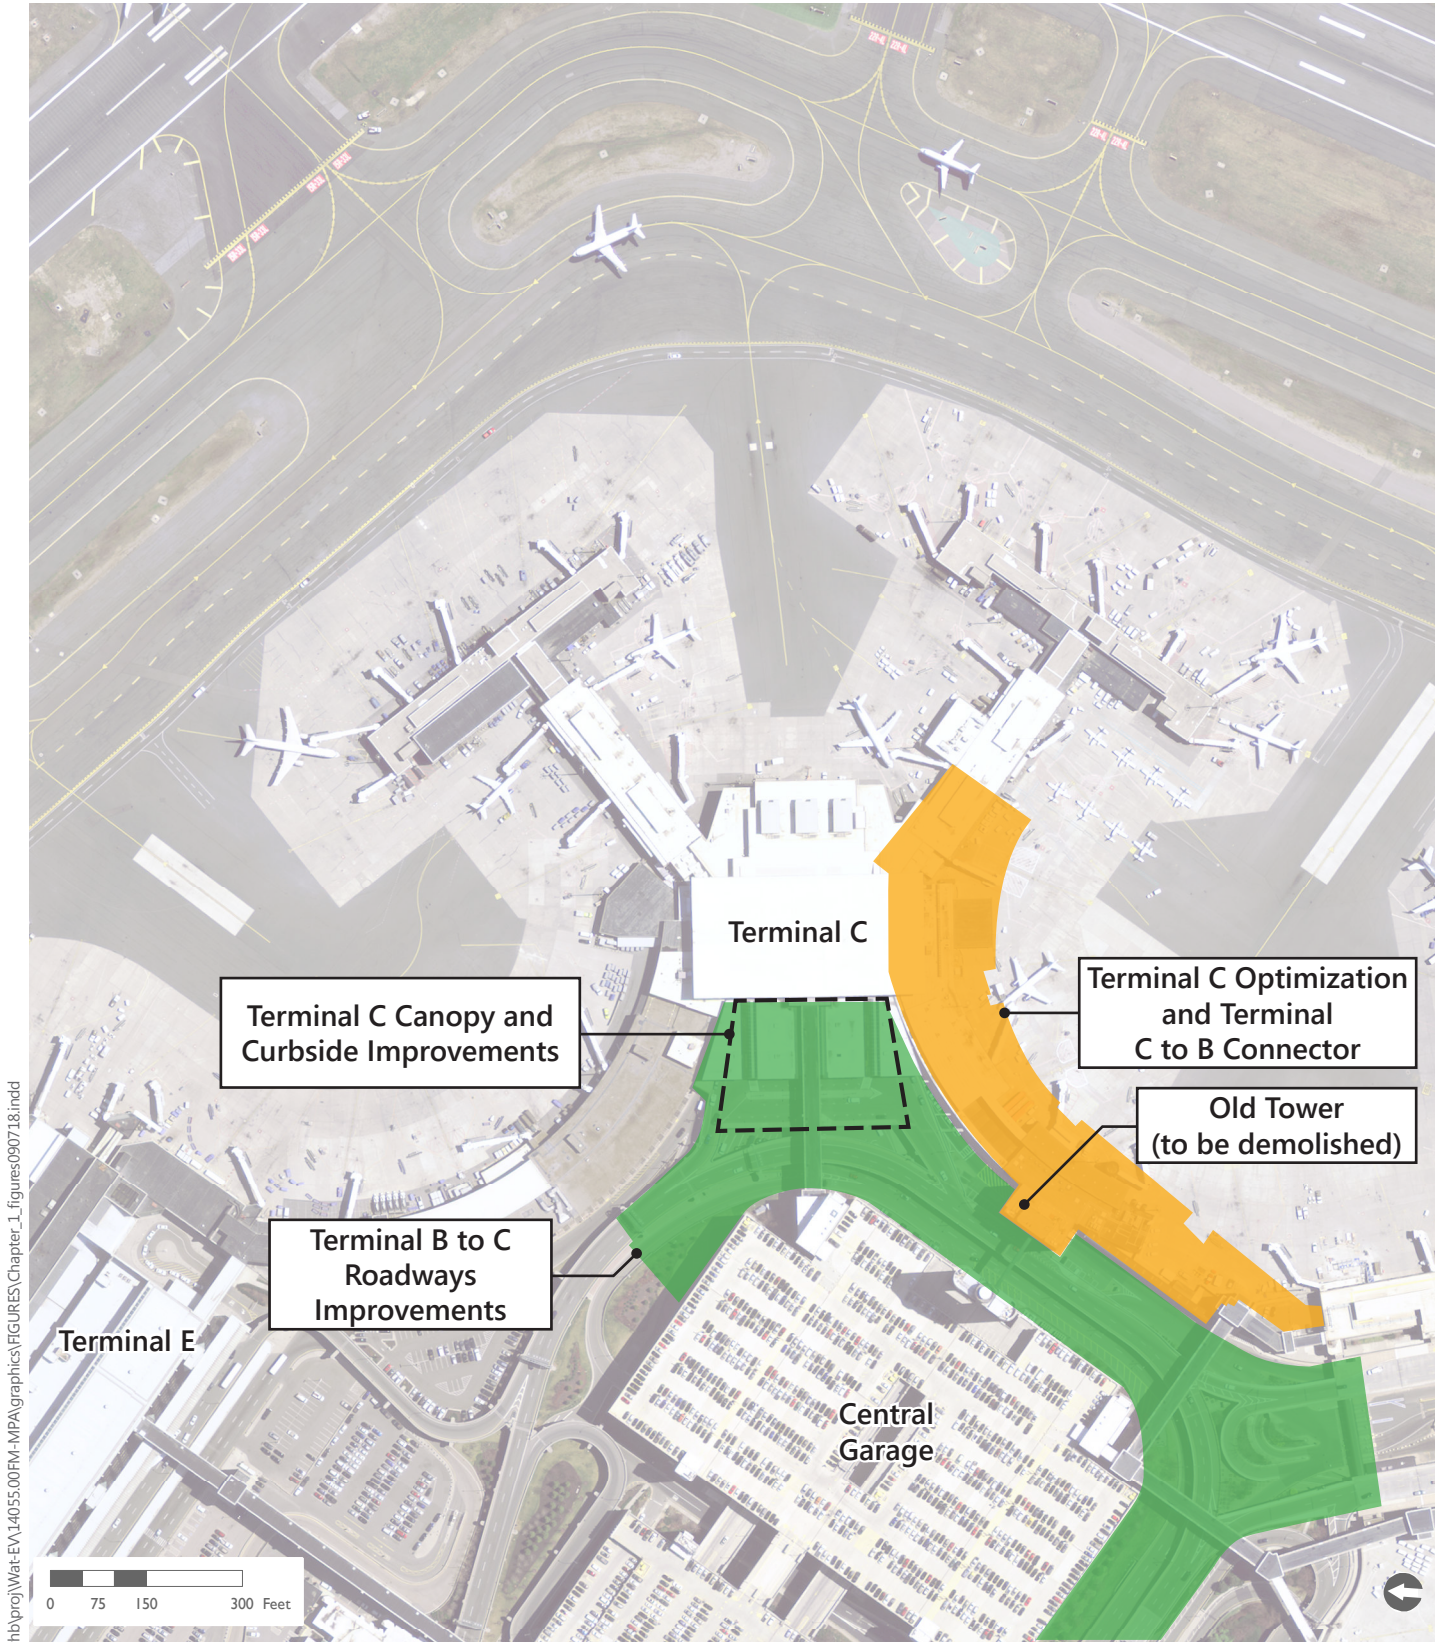 Terminal C
Terminal C Canopy and
Curbside Improvements
Terminal C Optimization
and Terminal
C to B Connector
Old Tower
(to be demolished)
Terminal B to C
Roadways
Improvements
Terminal E
Central
Garage
0 75 150 300 Feet
hb\proj\Wat-EV\14055.00FM-MPA\graphics\FIGURES\Chapter_1_figures090718.indd